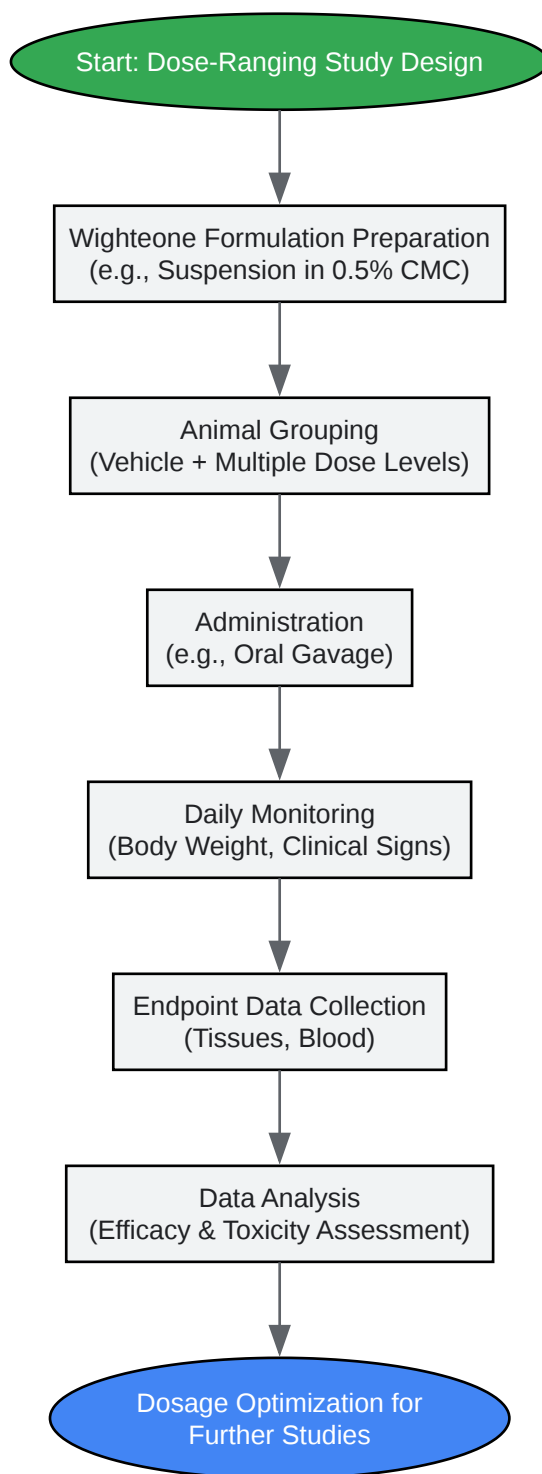 Start: Dose-Ranging Study Design
Wighteone Formulation Preparation
(e.g., Suspension in 0.5% CMC)
Animal Grouping
(Vehicle + Multiple Dose Levels)
Administration
(e.g., Oral Gavage)
Daily Monitoring
(Body Weight, Clinical Signs)
Endpoint Data Collection
(Tissues, Blood)
Data Analysis
(Efficacy & Toxicity Assessment)
Dosage Optimization for
Further Studies